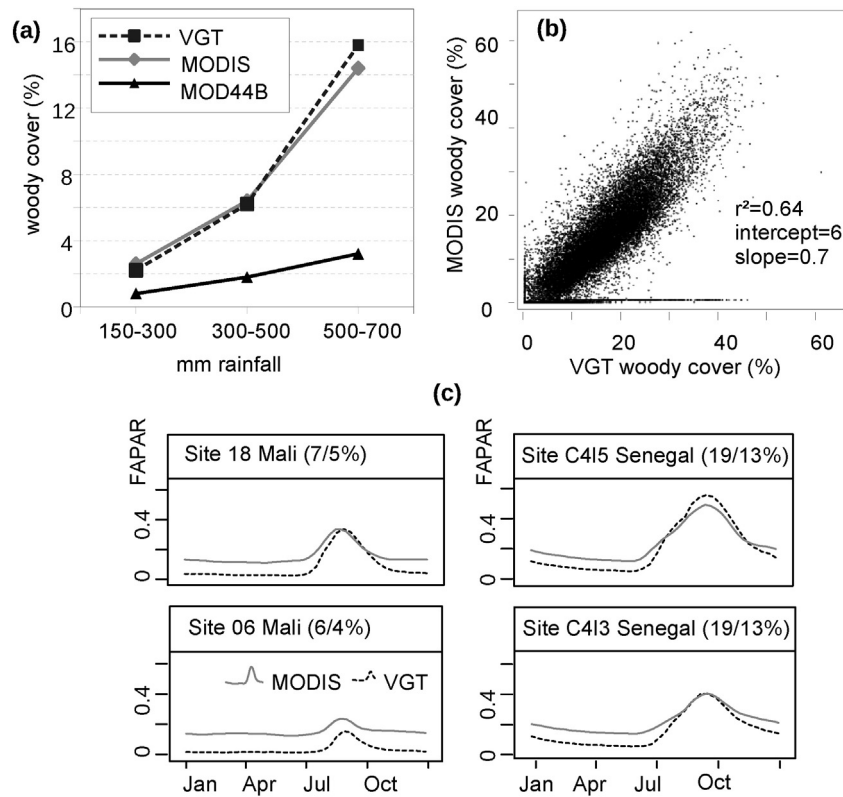 (a)
VGT
MODIS
MOD44B
woody cover (%)
16
12
8
4
0
150-300 300-500 500-700
mm rainfall
(b)
MODIS woody cover (%)
60
40
20
0
r²=0.64
intercept=6
slope=0.7
0 20 40 60
VGT woody cover (%)
(c)
FAPAR
Site 18 Mali (7/5%)
0.4
0
FAPAR
Site C4I5 Senegal (19/13%)
0.4
0
FAPAR
Site 06 Mali (6/4%)
MODIS VGT
0.4
0
Jan Apr Jul Oct
FAPAR
Site C4I3 Senegal (19/13%)
0.4
0
Jan Apr Jul Oct